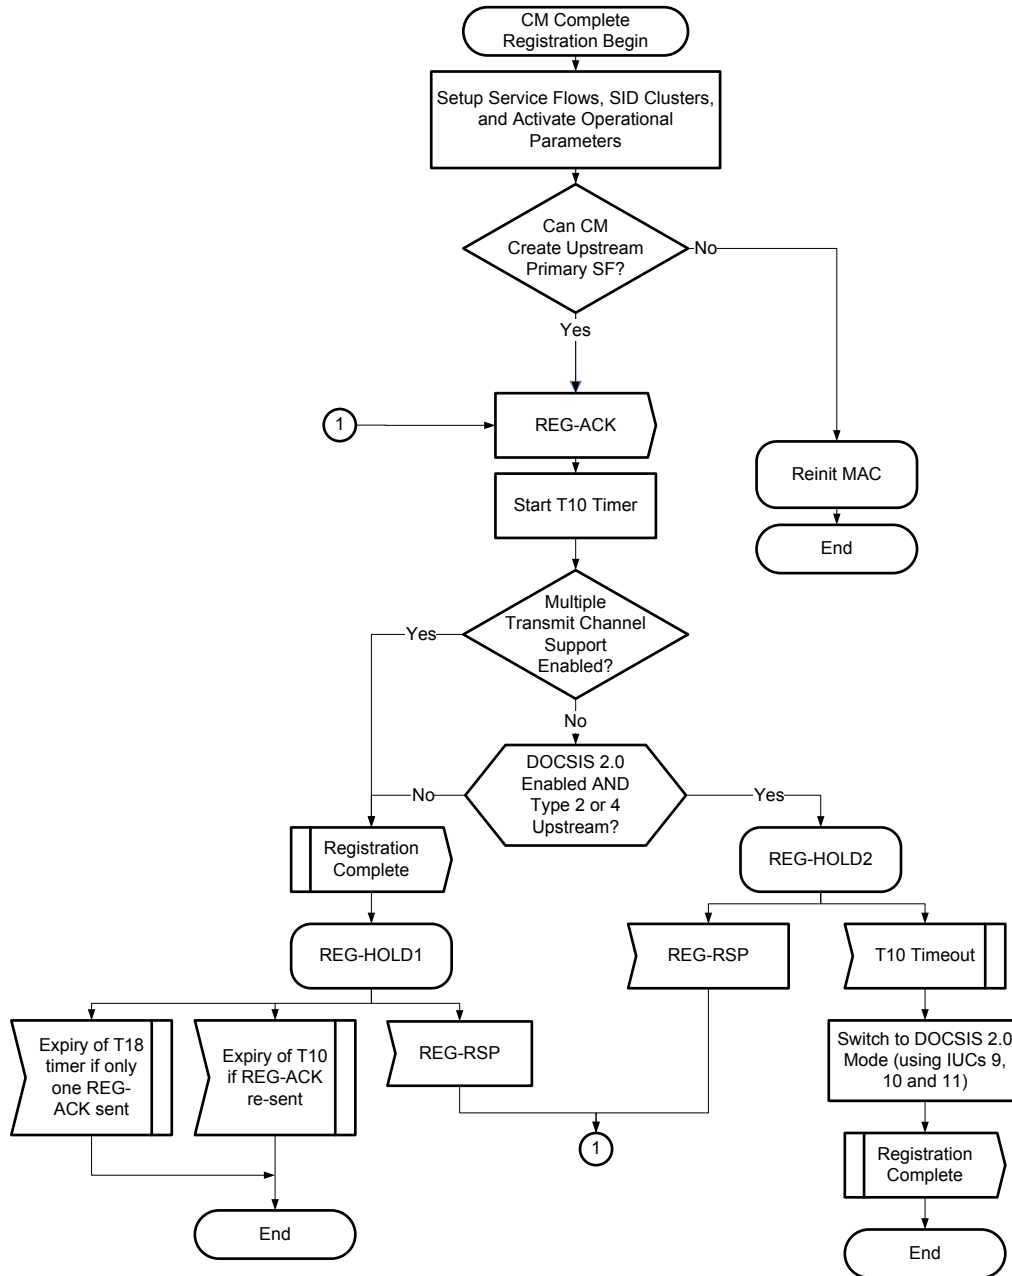 CM Complete
Registration Begin
Setup Service Flows, SID Clusters,
and Activate Operational
Parameters
Can CM
Create Upstream
Primary SF?
No
Yes
1
REG-ACK
Reinit MAC
Start T10 Timer
End
Multiple
Transmit Channel
Support
Enabled?
Yes
No
DOCSIS 2.0
Enabled AND
Type 2 or 4
Upstream?
No
Yes
Registration
Complete
REG-HOLD2
REG-HOLD1
REG-RSP
T10 Timeout
Expiry of T18
timer if only
one REG-
ACK sent
Expiry of T10
if REG-ACK
re-sent
REG-RSP
Switch to DOCSIS 2.0
Mode (using IUCs 9,
10 and 11)
1
Registration
Complete
End
End